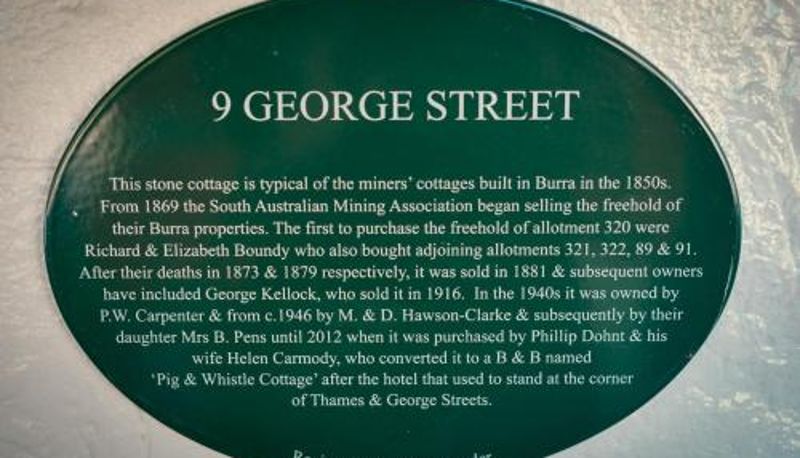 9 GEORGE STREET
This stone cottage is typical of the miners' cottages built in Burra in the 1850s.
From 1869 the South Australian Mining Association began selling the freehold of
their Burra properties. The first to purchase the freehold of allotment 320 were
Richard & Elizabeth Boundy who also bought adjoining allotments 321, 322, 89 & 91.
After their deaths in 1873 & 1879 respectively, it was sold in 1881 & subsequent owners
have included George Kellock, who sold it in 1916. In the 1940s it was owned by
P.W. Carpenter & from c.1946 by M. & D. Hawson-Clarke & subsequently by their
daughter Mrs B. Pens until 2012 when it was purchased by Phillip Dohnt & his
wife Helen Carmody, who converted it to a B & B named
'Pig & Whistle Cottage' after the hotel that used to stand at the corner
of Thames & George Streets.